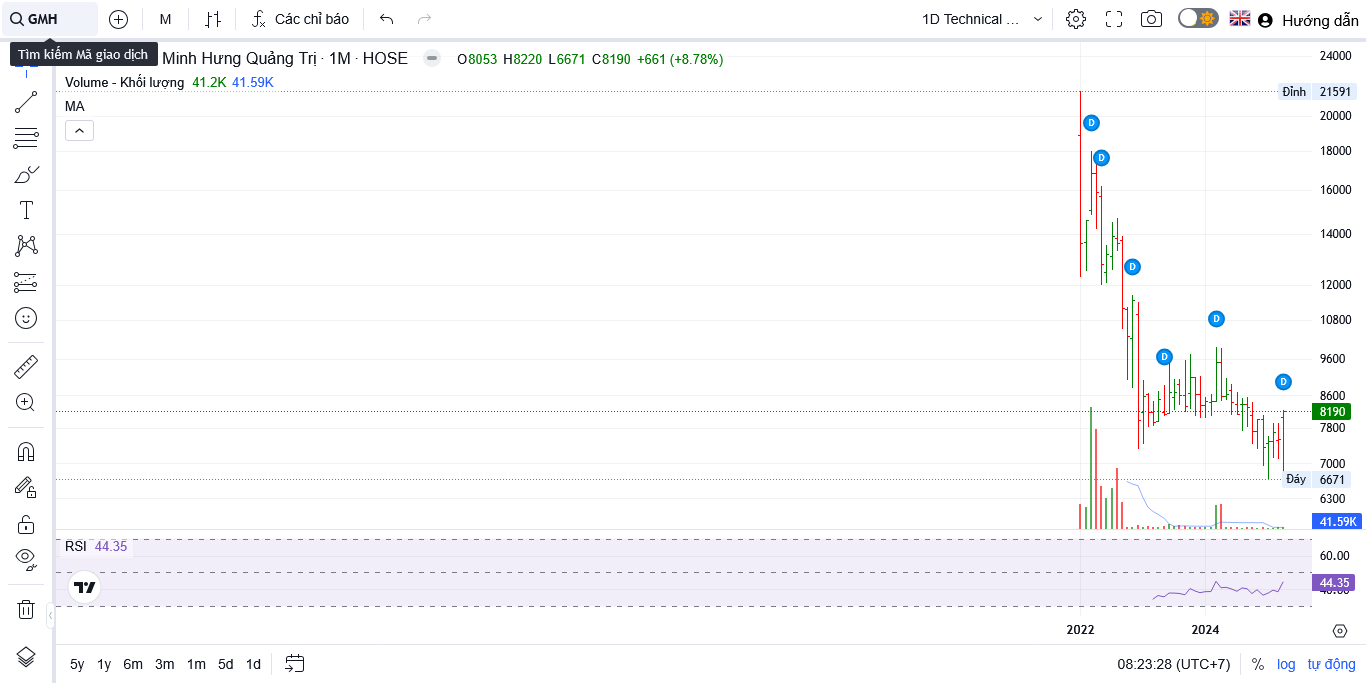 GMH
M
Các chỉ báo
1D Technical ...
Hướng dẫn
Tìm kiếm Mã giao dịch
Minh Hưng Quảng Trị · 1M · HOSE
O8053 H8220 L6671 C8190 +661 (+8.78%)
Volume - Khối lượng 41.2K 41.59K
MA
24000
Đỉnh 21591
20000
18000
16000
14000
12000
10800
9600
8600
8190
7800
7000
Đáy 6671
6300
41.59K
D
D
D
D
D
D
RSI 44.35
60.00
44.35
40.00
2022 2024
5y 1y 6m 3m 1m 5d 1d
08:23:28 (UTC+7) % log tự động